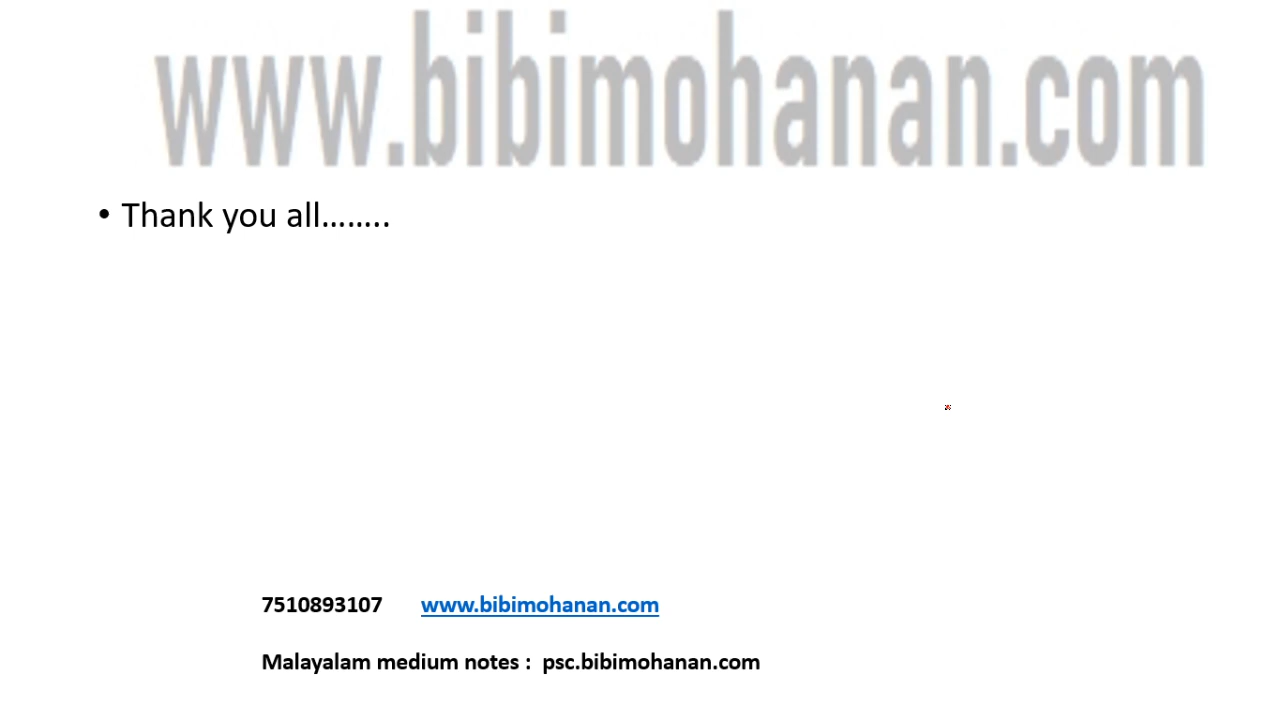 www.bibimohanan.com
• Thank you all........
7510893107 www.bibimohanan.com
Malayalam medium notes : psc.bibimohanan.com